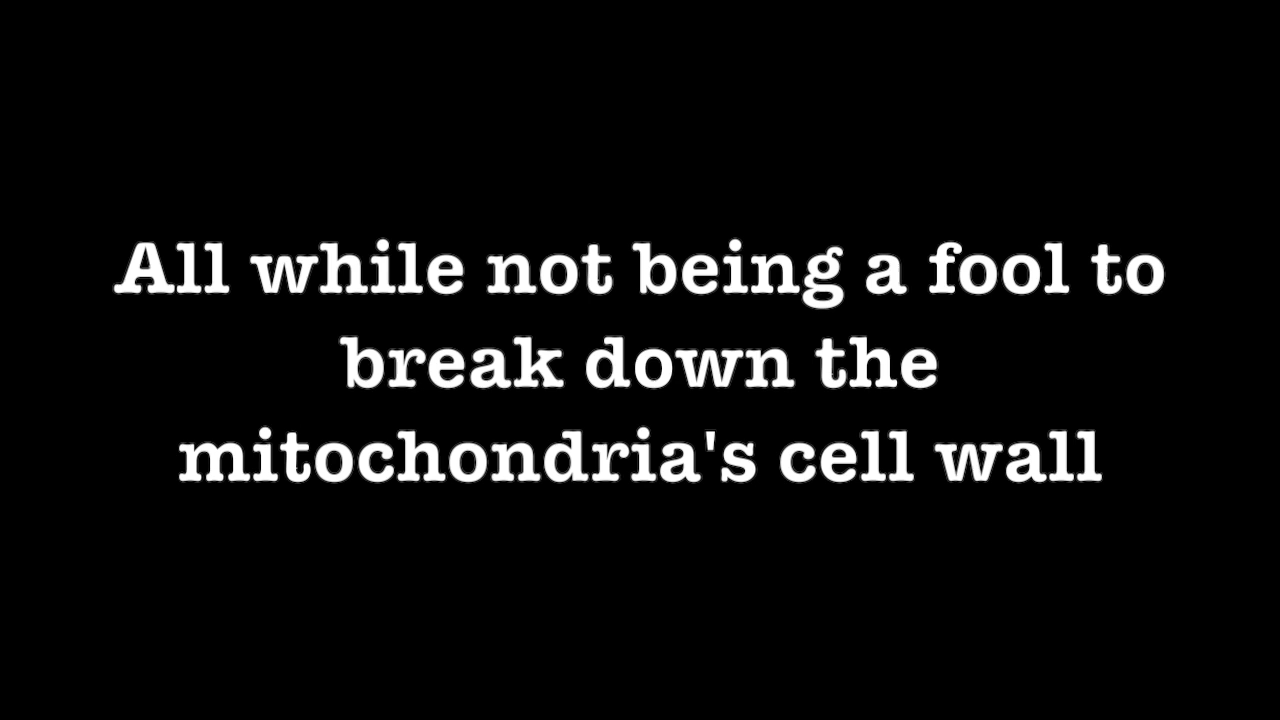 All while not being a fool to
break down the
mitochondria's cell wall